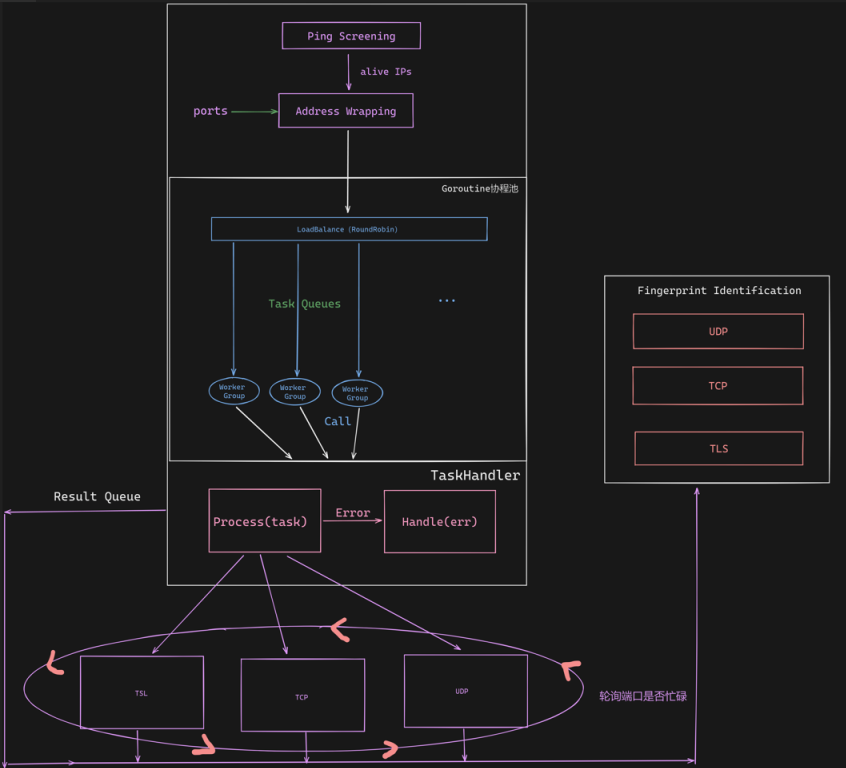 Ping Screening
alive IPs
ports
Address Wrapping
Goroutine协程池
LoadBalance (RoundRobin)
Task Queues
...
Worker
Group
Worker
Group
Worker
Group
Call
Fingerprint Identification
UDP
TCP
TLS
TaskHandler
Result Queue
Process(task)
Error
Handle(err)
TSL
TCP
UDP
轮询端口是否忙碌